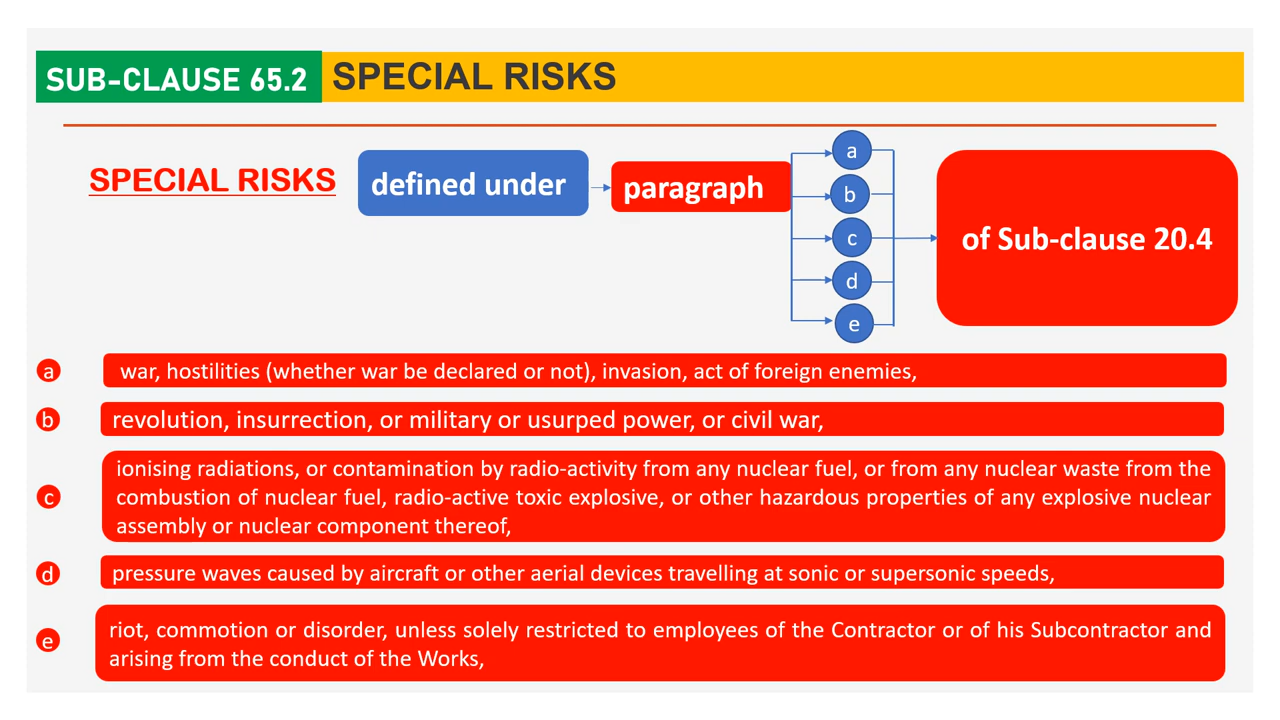 SUB-CLAUSE 65.2 SPECIAL RISKS
SPECIAL RISKS defined under paragraph
a
b
c
d
e
of Sub-clause 20.4
a war, hostilities (whether war be declared or not), invasion, act of foreign enemies,
b revolution, insurrection, or military or usurped power, or civil war,
c ionising radiations, or contamination by radio-activity from any nuclear fuel, or from any nuclear waste from the
combustion of nuclear fuel, radio-active toxic explosive, or other hazardous properties of any explosive nuclear
assembly or nuclear component thereof,
d pressure waves caused by aircraft or other aerial devices travelling at sonic or supersonic speeds,
e riot, commotion or disorder, unless solely restricted to employees of the Contractor or of his Subcontractor and
arising from the conduct of the Works,